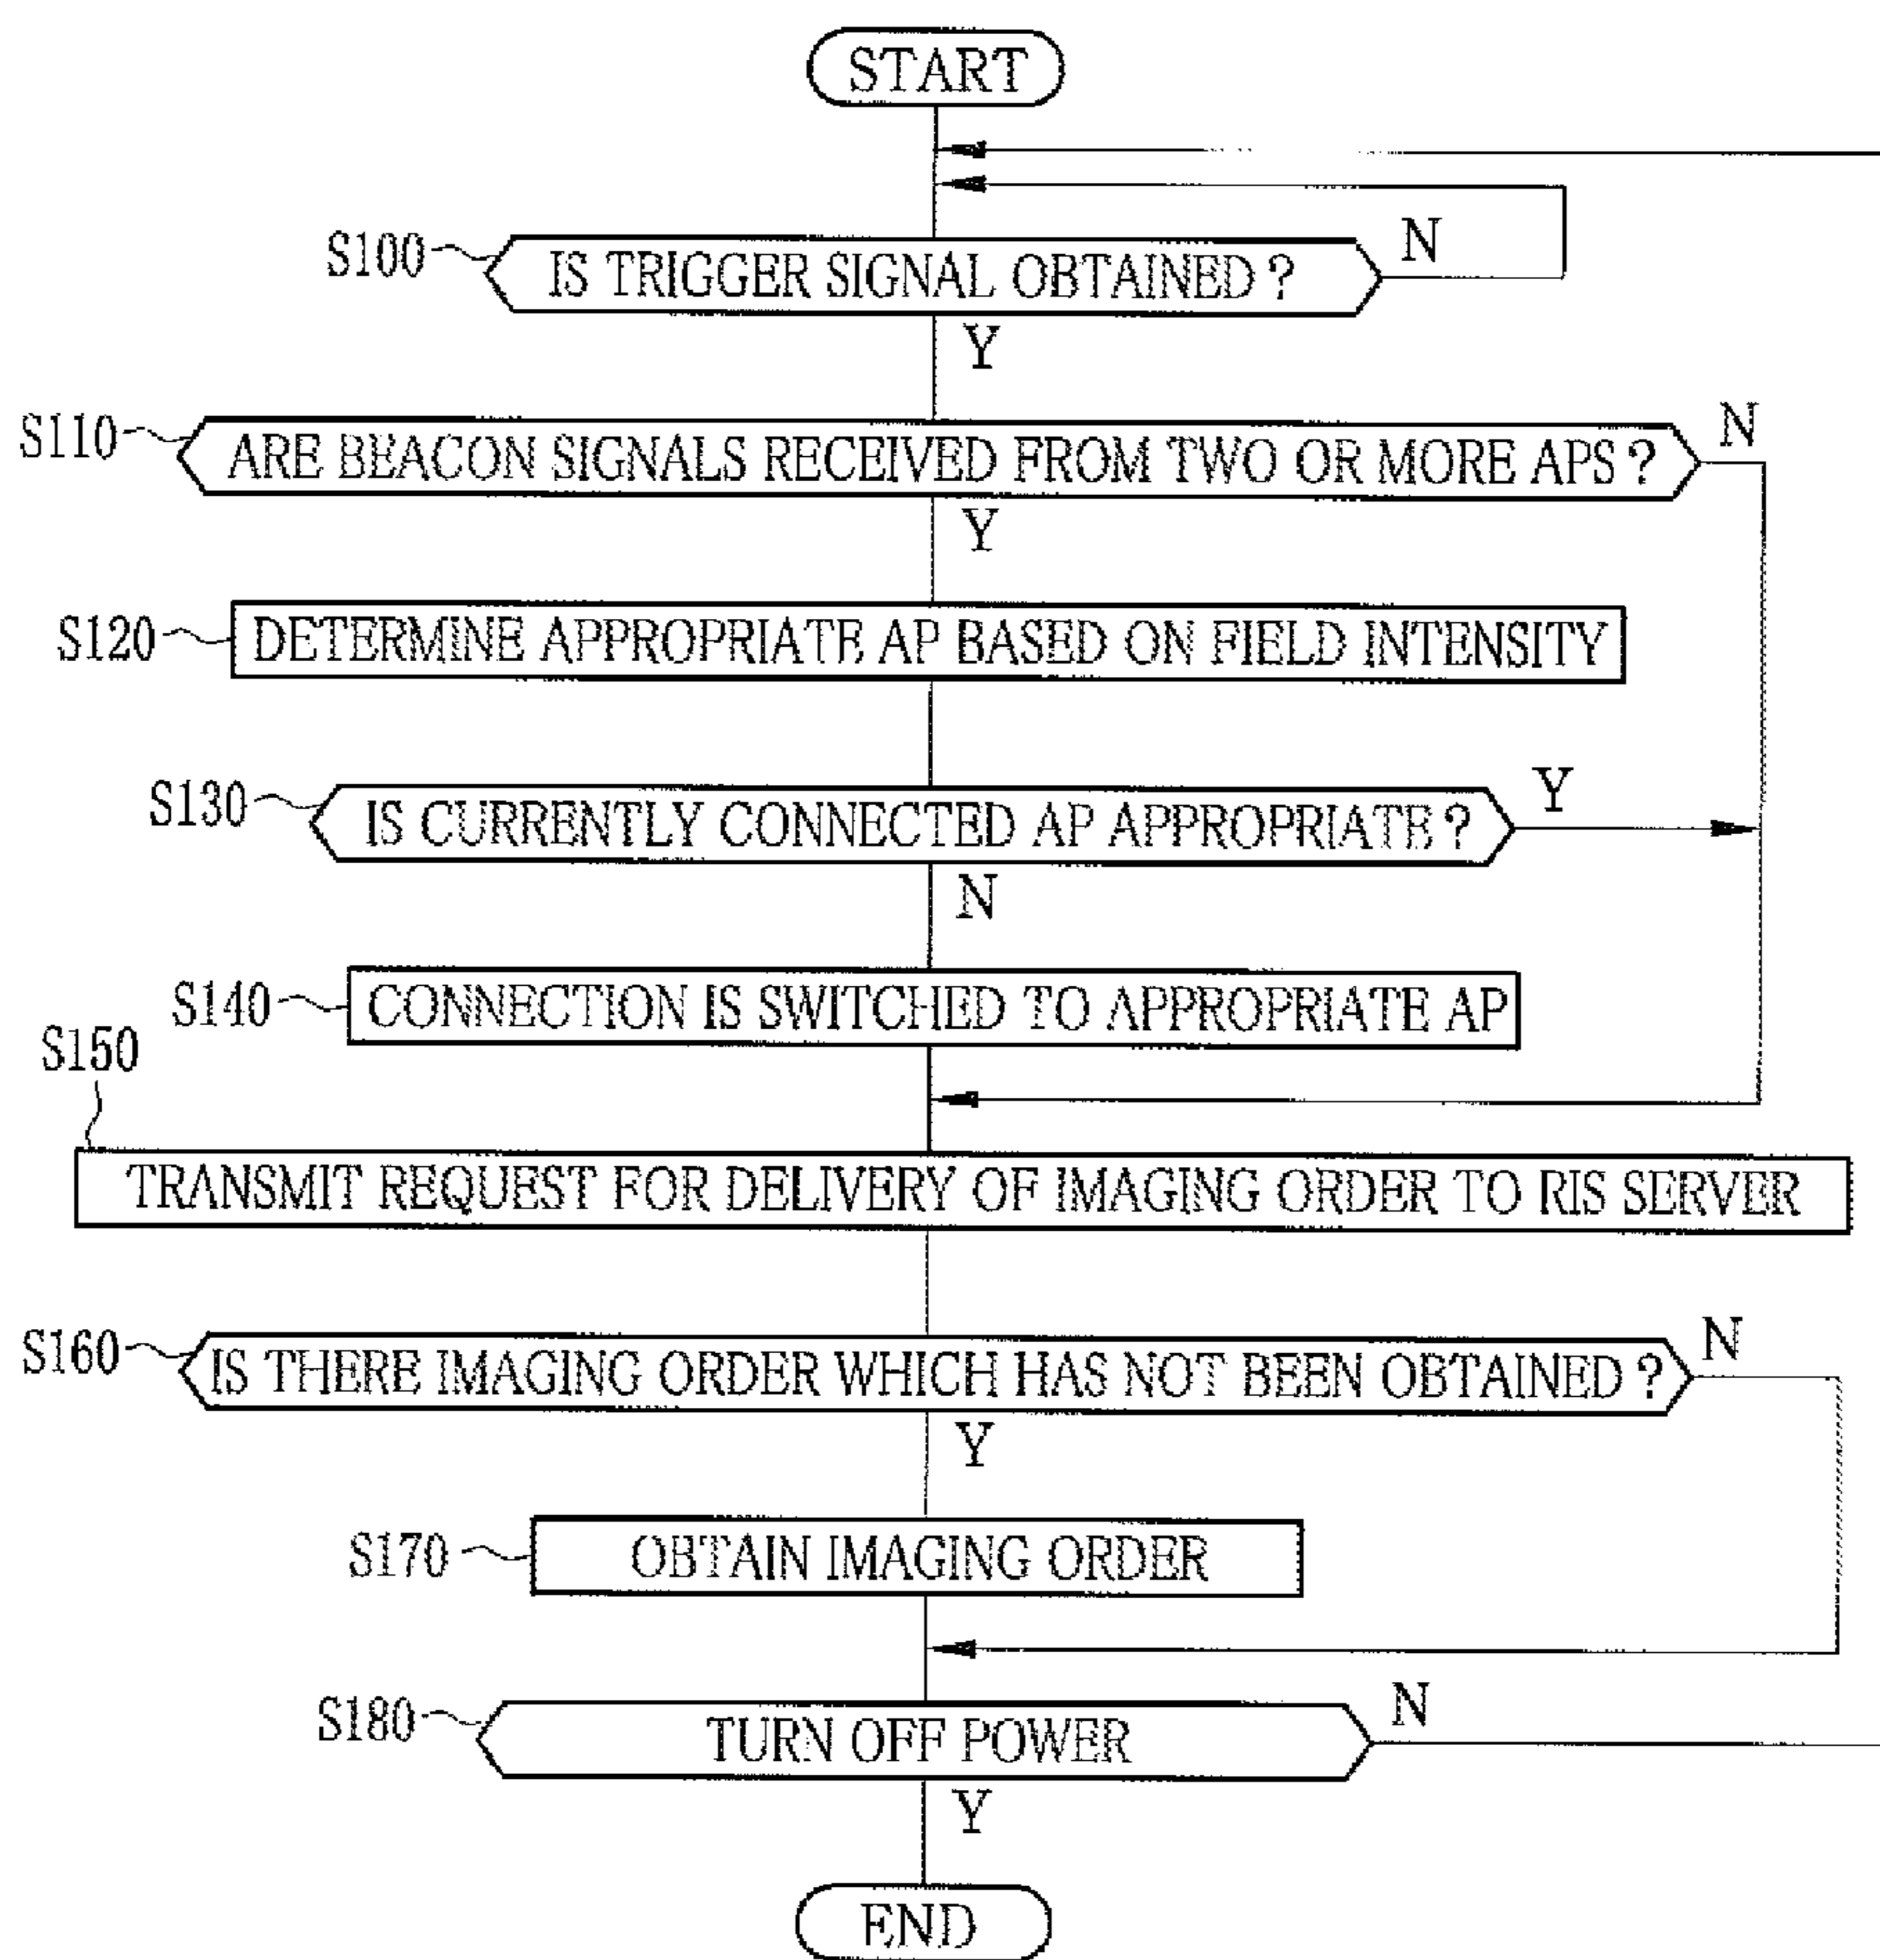 START
S100 IS TRIGGER SIGNAL OBTAINED ? N
Y
S110 ARE BEACON SIGNALS RECEIVED FROM TWO OR MORE APS ? N
Y
S120 DETERMINE APPROPRIATE AP BASED ON FIELD INTENSITY
S130 IS CURRENTLY CONNECTED AP APPROPRIATE ? Y
N
S140 CONNECTION IS SWITCHED TO APPROPRIATE AP
S150
TRANSMIT REQUEST FOR DELIVERY OF IMAGING ORDER TO RIS SERVER
S160 IS THERE IMAGING ORDER WHICH HAS NOT BEEN OBTAINED ? N
Y
S170 OBTAIN IMAGING ORDER
S180 TURN OFF POWER N
Y
END